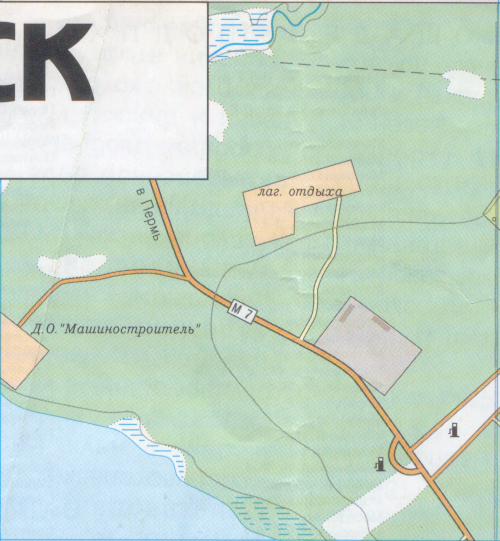 ск
лаг. отдыха
в Пермь
М 7
Д.О."Машиностроитель"